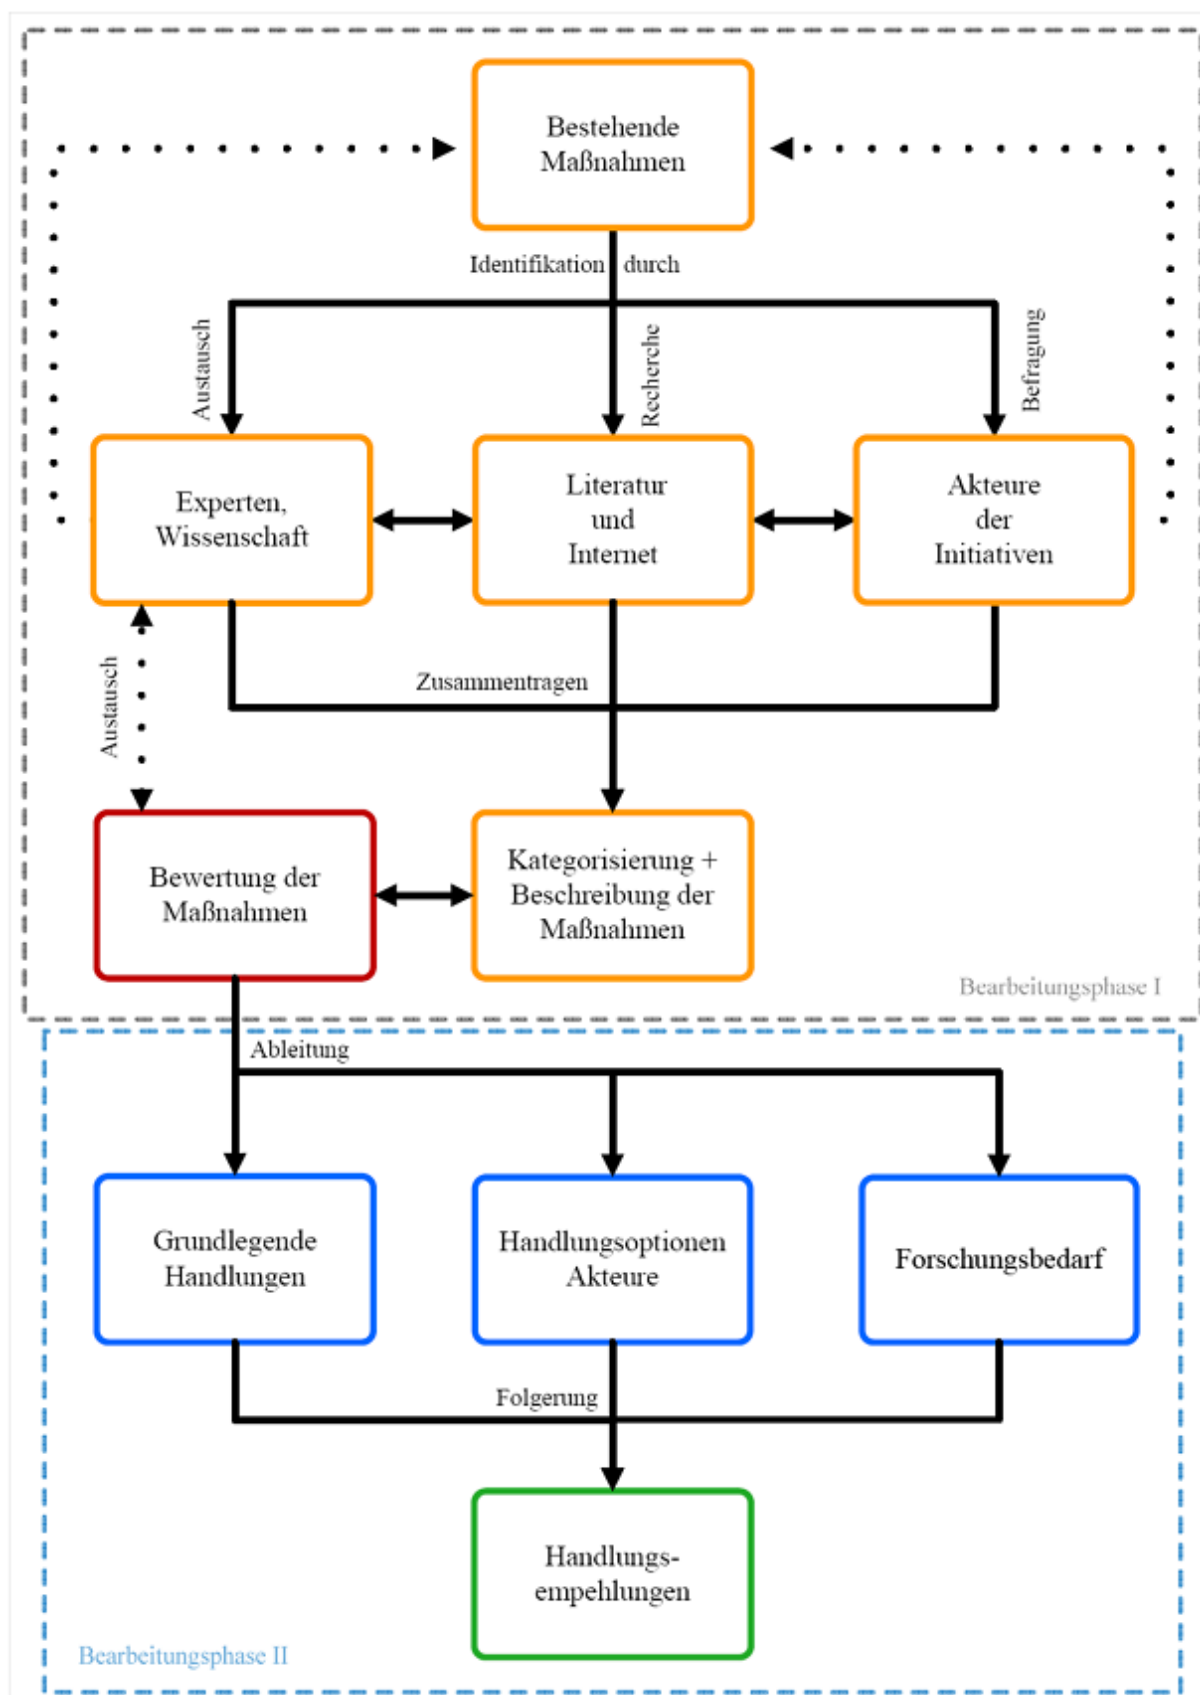 Bestehende
Maßnahmen
Identifikation durch
Austausch
Recherche
Befragung
Experten,
Wissenschaft
Literatur
und
Internet
Akteure
der
Initiativen
Zusammentragen
Austausch
Bewertung der
Maßnahmen
Kategorisierung +
Beschreibung der
Maßnahmen
Bearbeitungsphase I
Ableitung
Grundlegende
Handlungen
Handlungsoptionen
Akteure
Forschungsbedarf
Folgerung
Handlungs-
empehlungen
Bearbeitungsphase II